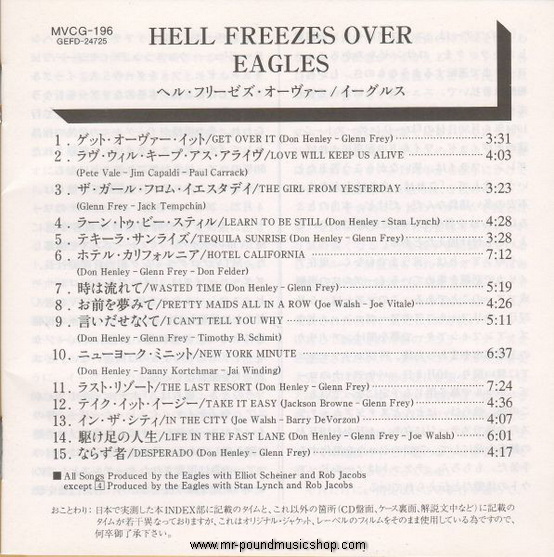 MVCG-196
GEFD-24725
HELL FREEZES OVER
EAGLES
ヘル・フリーゼズ・オーヴァー/イーグルス
1. ゲット・オーヴァー・イット/GET OVER IT (Don Henley - Glenn Frey) 3:31
2. ラヴ・ウィル・キープ・アス・アライヴ/LOVE WILL KEEP US ALIVE 4:03
(Pete Vale - Jim Capaldi - Paul Carrack)
3. ザ・ガール・フロム・イエスタデイ/THE GIRL FROM YESTERDAY 3:23
(Glenn Frey - Jack Tempchin)
4. ラーン・トゥ・ビー・スティル/LEARN TO BE STILL (Don Henley - Stan Lynch) 4:28
5. テキーラ・サンライズ/TEQUILA SUNRISE (Don Henley - Glenn Frey) 3:28
6. ホテル・カリフォルニア/HOTEL CALIFORNIA 7:12
(Don Henley - Glenn Frey - Don Felder)
7. 時は流れて/WASTED TIME (Don Henley - Glenn Frey) 5:19
8. お前を夢みて/PRETTY MAIDS ALL IN A ROW (Joe Walsh - Joe Vitale) 4:26
9. 言いだせなくて/I CAN'T TELL YOU WHY 5:11
(Don Henley - Glenn Frey - Timothy B. Schmit)
10. ニューヨーク・ミニット/NEW YORK MINUTE 6:37
(Don Henley - Danny Kortchmar - Jai Winding)
11. ラスト・リゾート/THE LAST RESORT (Don Henley - Glenn Frey) 7:24
12. テイク・イット・イージー/TAKE IT EASY (Jackson Browne - Glenn Frey) 4:36
13. イン・ザ・シティ/IN THE CITY (Joe Walsh - Barry DeVorzon) 4:07
14. 駆け足の人生/LIFE IN THE FAST LANE (Don Henley - Glenn Frey - Joe Walsh) 6:01
15. ならず者/DESPERADO (Don Henley - Glenn Frey) 4:17
■ All Songs Produced by the Eagles with Elliot Scheiner and Rob Jacobs
except 4 Produced by the Eagles with Stan Lynch and Rob Jacobs
おことわり: 日本で実測した本INDEX部に記載のタイムと、これ以外の箇所(CD盤面、ケース裏面、解説文中など)に記載の
タイムが若干異なっておりますが、これはオリジナル・ジャケット、レーベルのフィルムをそのまま使用している為ですので、
何卒御了承下さい。
www.mr-poundmusicshop.com